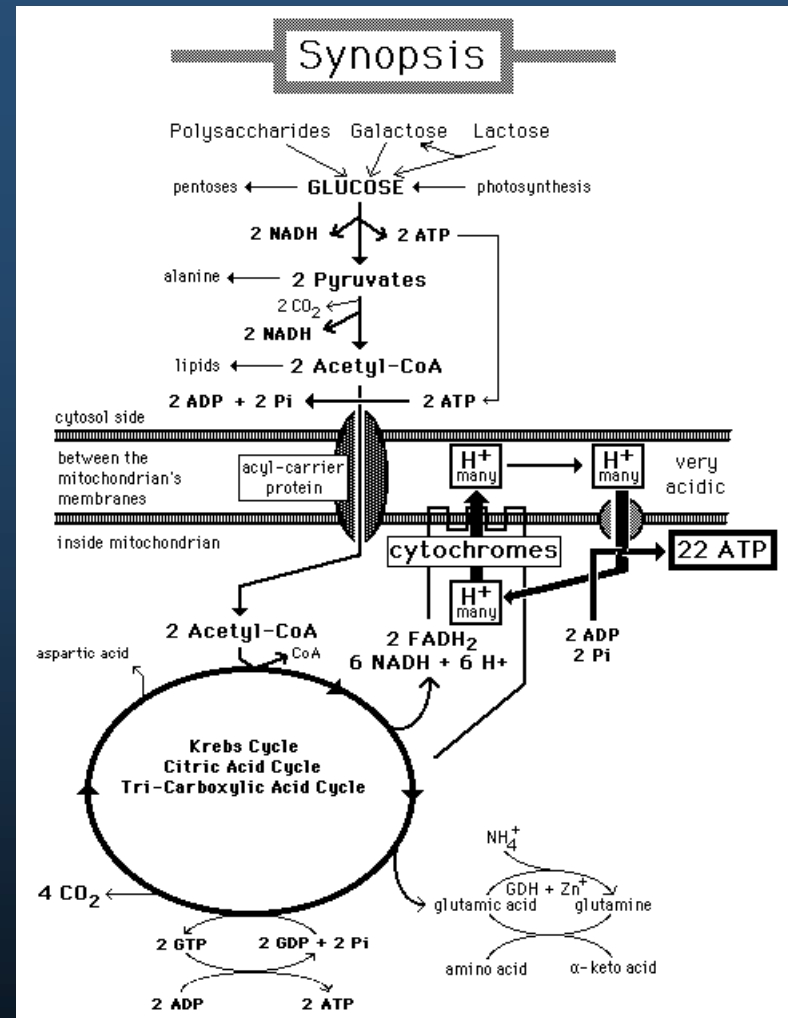 Synopsis
Polysaccharides Galactose Lactose
pentoses GLUCOSE photosynthesis
2 NADH 2 ATP
alanine 2 Pyruvates
2 CO2
2 NADH
lipids 2 Acetyl-CoA
2 ADP + 2 Pi 2 ATP
cytosol side
between the
mitochondrian's
membranes
acyl-carrier
protein
H+
many
H+
many
very
acidic
inside mitochondrian
cytochromes
22 ATP
H+
many
2 Acetyl-CoA
CoA
2 FADH2
6 NADH + 6 H+
2 ADP
2 Pi
aspartic acid
Krebs Cycle
Citric Acid Cycle
Tri-Carboxylic Acid Cycle
4 CO2
NH4+
GDH + Zn+
glutamic acid glutamine
amino acid α-keto acid
2 GTP 2 GDP + 2 Pi
2 ADP 2 ATP